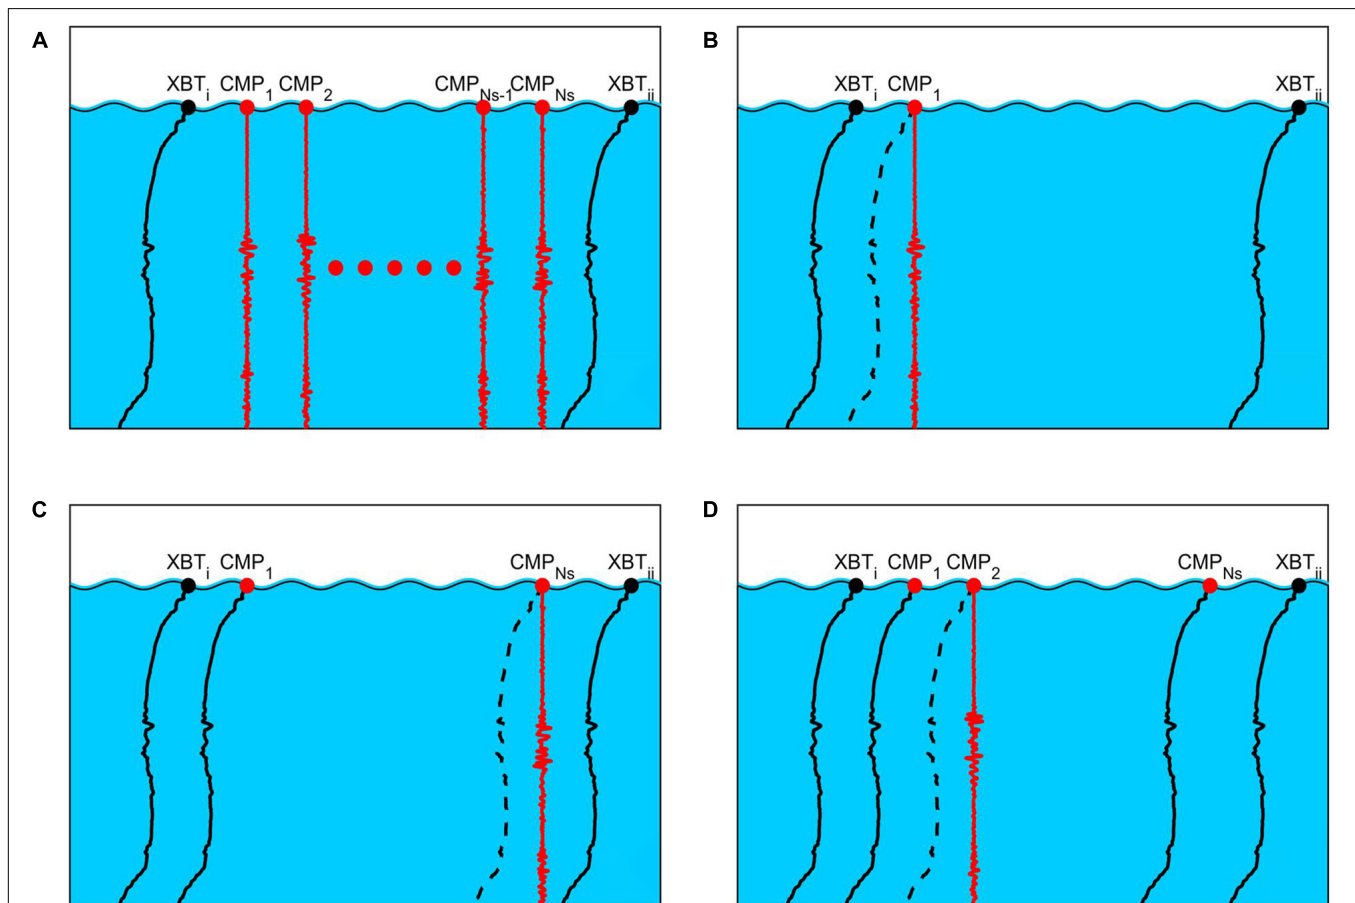 A
XBTi CMP1 CMP2 CMPNs-1 CMPNs XBTii
B
XBTi CMP1 XBTii
C
XBTi CMP1 CMPNs XBTii
D
XBTi CMP1 CMP2 CMPNs XBTii